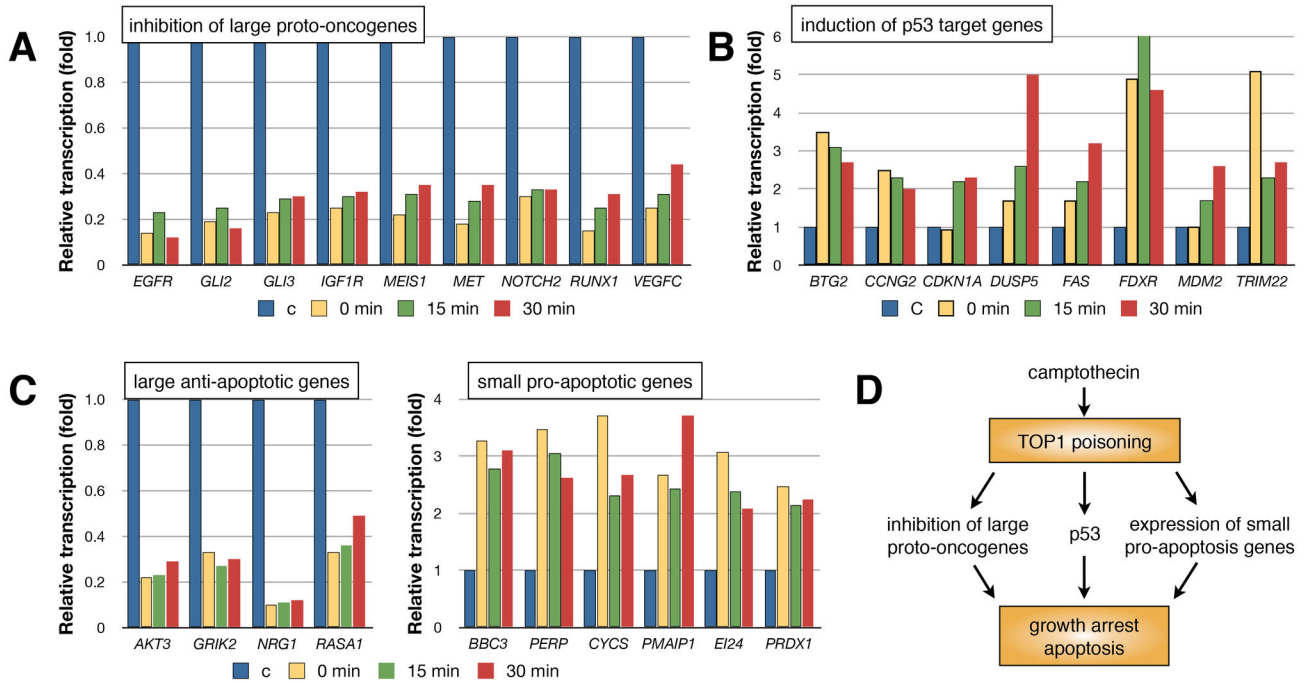 A
inhibition of large proto-oncogenes
Relative transcription (fold)
1.0
0.8
0.6
0.4
0.2
0
EGFR GLI2 GLI3 IGF1R MEIS1 MET NOTCH2 RUNX1 VEGFC
c 0 min 15 min 30 min
B
induction of p53 target genes
Relative transcription (fold)
6
5
4
3
2
1
0
BTG2 CCNG2 CDKN1A DUSP5 FAS FDXR MDM2 TRIM22
C 0 min 15 min 30 min
C
large anti-apoptotic genes
Relative transcription (fold)
1.0
0.8
0.6
0.4
0.2
0
AKT3 GRIK2 NRG1 RASA1
small pro-apoptotic genes
Relative transcription (fold)
4
3
2
1
0
BBC3 PERP CYCS PMAIP1 EI24 PRDX1
c 0 min 15 min 30 min
D
camptothecin
TOP1 poisoning
inhibition of large
proto-oncogenes
p53
expression of small
pro-apoptosis genes
growth arrest
apoptosis